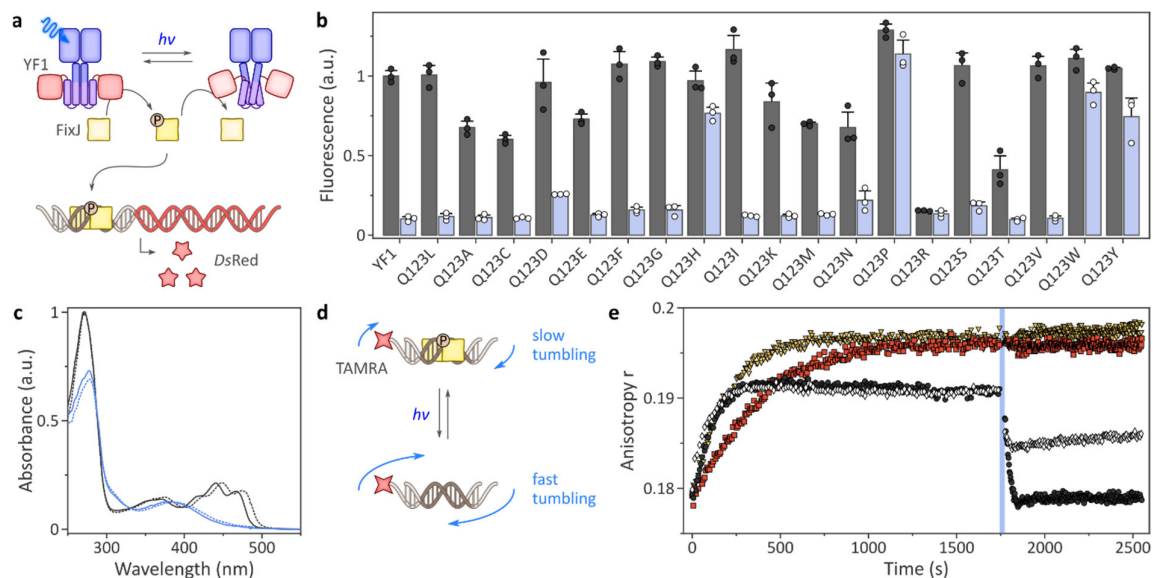 a
hν
YF1
FixJ
P
P
DsRed
b
Fluorescence (a.u.)
1
0.5
0
YF1
Q123L
Q123A
Q123C
Q123D
Q123E
Q123F
Q123G
Q123H
Q123I
Q123K
Q123M
Q123N
Q123P
Q123R
Q123S
Q123T
Q123V
Q123W
Q123Y
c
Absorbance (a.u.)
1
0.5
0
300
400
500
Wavelength (nm)
d
P
TAMRA
slow
tumbling
hν
fast
tumbling
e
Anisotropy r
0.2
0.19
0.18
0
500
1000
1500
2000
2500
Time (s)